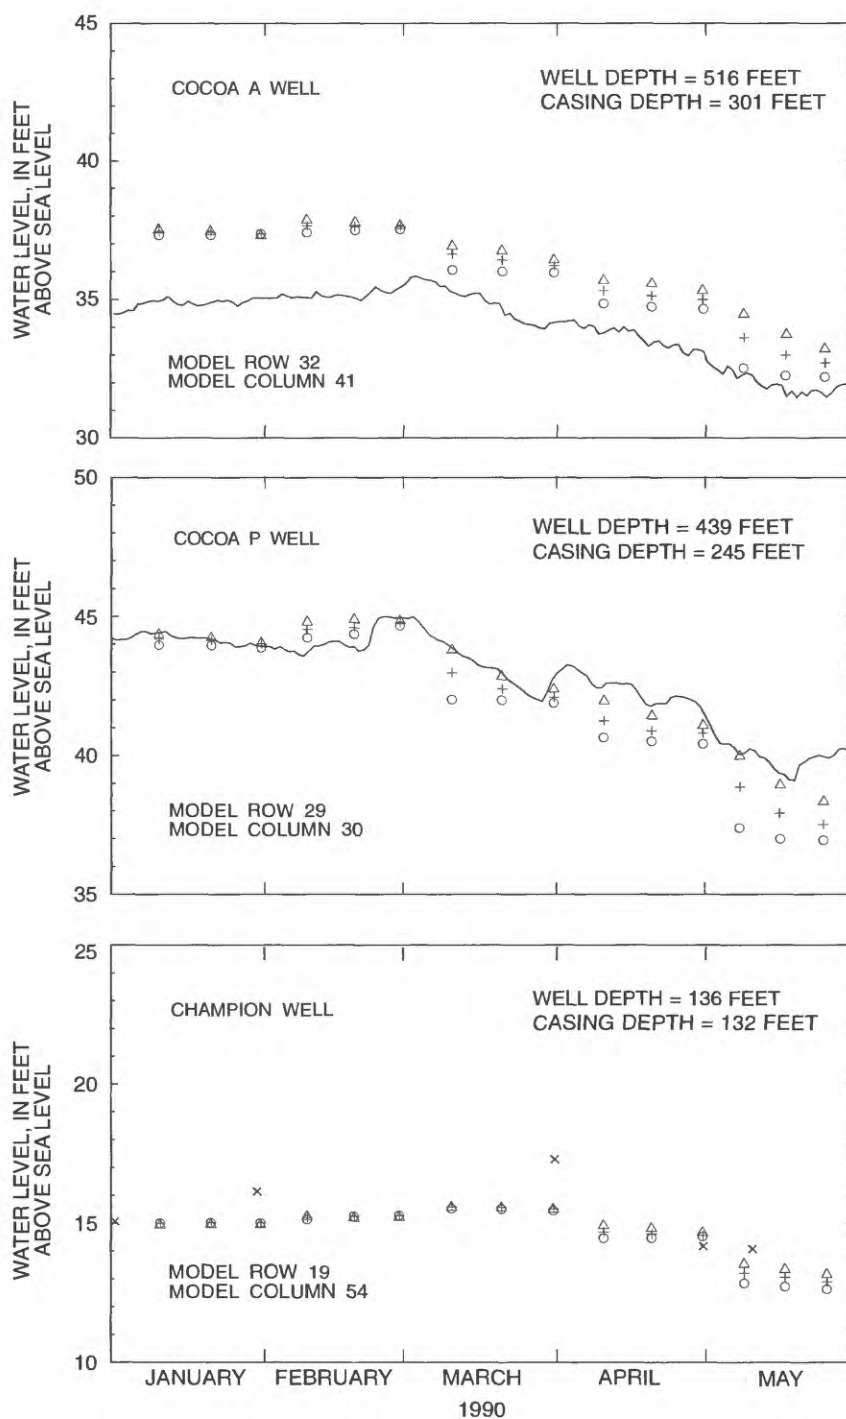 WATER LEVEL, IN FEET
ABOVE SEA LEVEL
45
40
35
30
COCOA A WELL
WELL DEPTH = 516 FEET
CASING DEPTH = 301 FEET
MODEL ROW 32
MODEL COLUMN 41
WATER LEVEL, IN FEET
ABOVE SEA LEVEL
50
45
40
35
COCOA P WELL
WELL DEPTH = 439 FEET
CASING DEPTH = 245 FEET
MODEL ROW 29
MODEL COLUMN 30
WATER LEVEL, IN FEET
ABOVE SEA LEVEL
25
20
15
10
CHAMPION WELL
WELL DEPTH = 136 FEET
CASING DEPTH = 132 FEET
MODEL ROW 19
MODEL COLUMN 54
JANUARY FEBRUARY MARCH APRIL MAY
1990